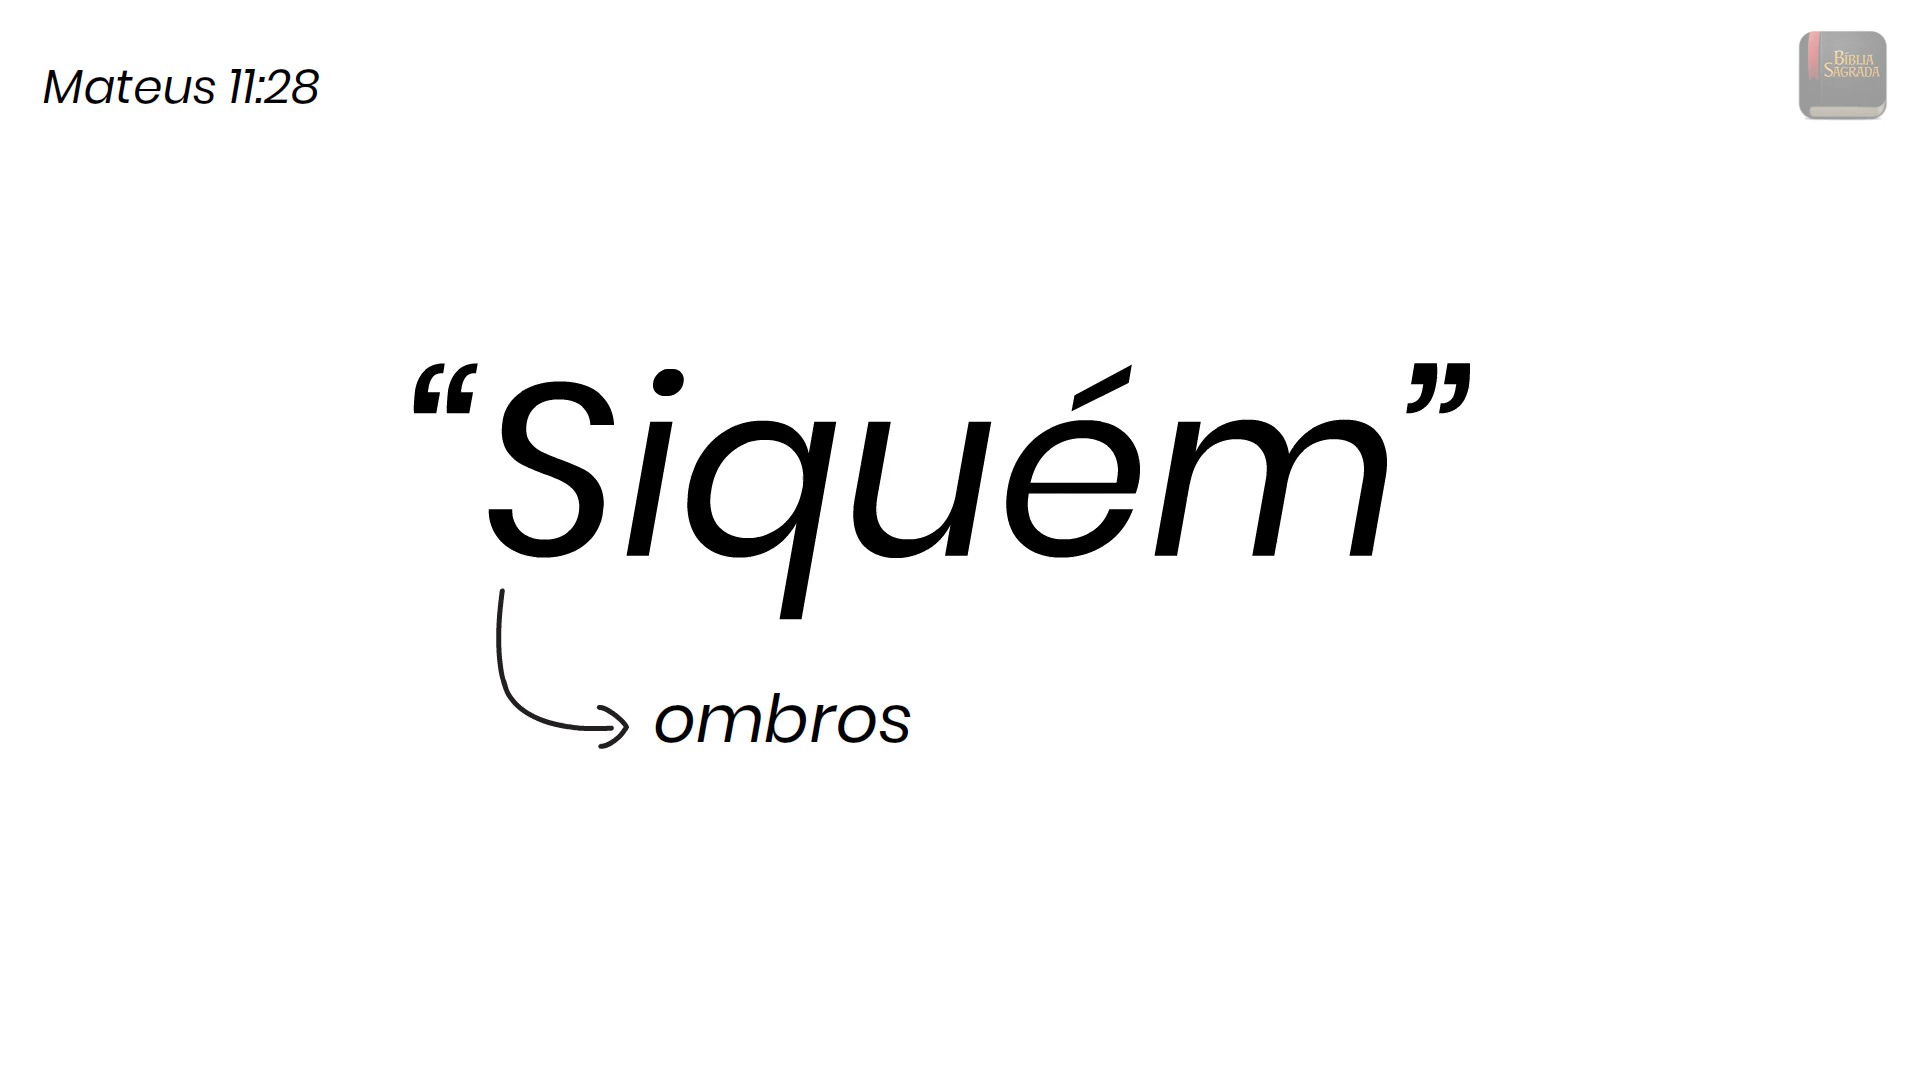 Mateus 11:28
BÍBLIA
SAGRADA
“Siquém”
ombros